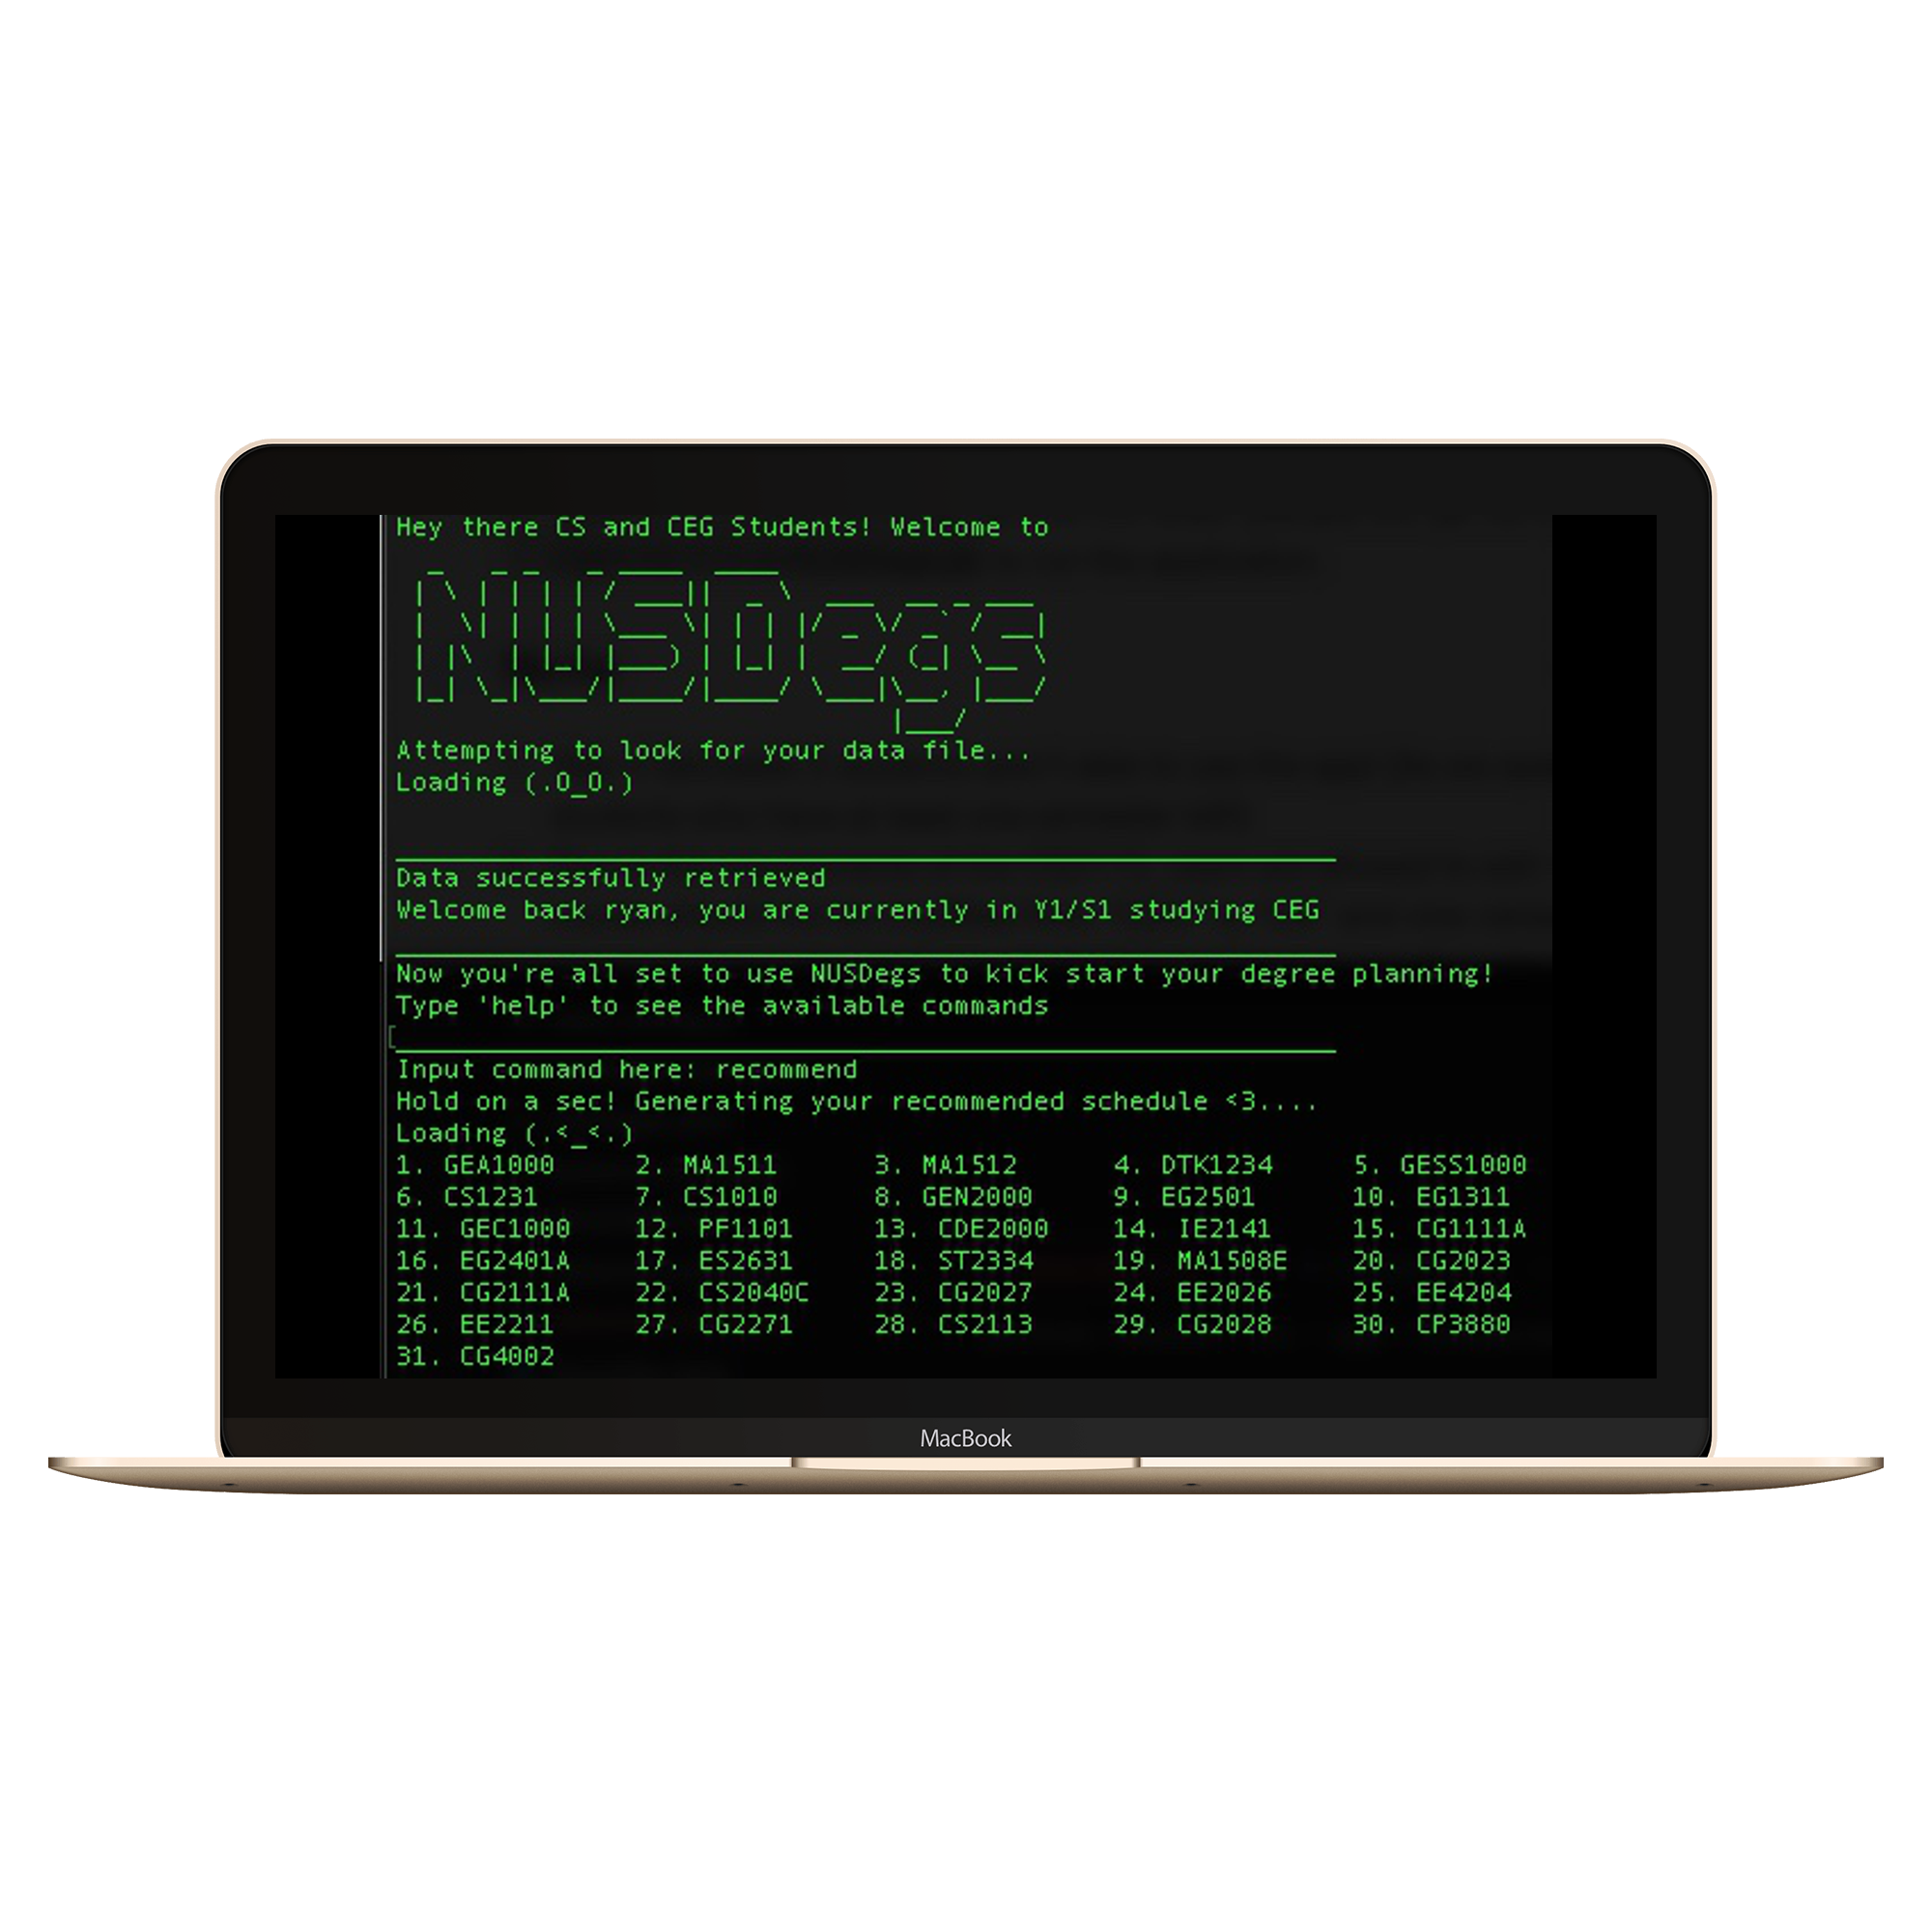 Hey there CS and CEG Students! Welcome to
NUSDegs
Attempting to look for your data file...
Loading (.0_0.)
Data successfully retrieved
Welcome back ryan, you are currently in Y1/S1 studying CEG
Now you're all set to use NUSDegs to kick start your degree planning!
Type 'help' to see the available commands
[
Input command here: recommend
Hold on a sec! Generating your recommended schedule <3....
Loading (.<_<.)
1. GEA1000 2. MA1511 3. MA1512 4. DTK1234 5. GESS1000
6. CS1231 7. CS1010 8. GEN2000 9. EG2501 10. EG1311
11. GEC1000 12. PF1101 13. CDE2000 14. IE2141 15. CG1111A
16. EG2401A 17. ES2631 18. ST2334 19. MA1508E 20. CG2023
21. CG2111A 22. CS2040C 23. CG2027 24. EE2026 25. EE4204
26. EE2211 27. CG2271 28. CS2113 29. CG2028 30. CP3880
31. CG4002
MacBook